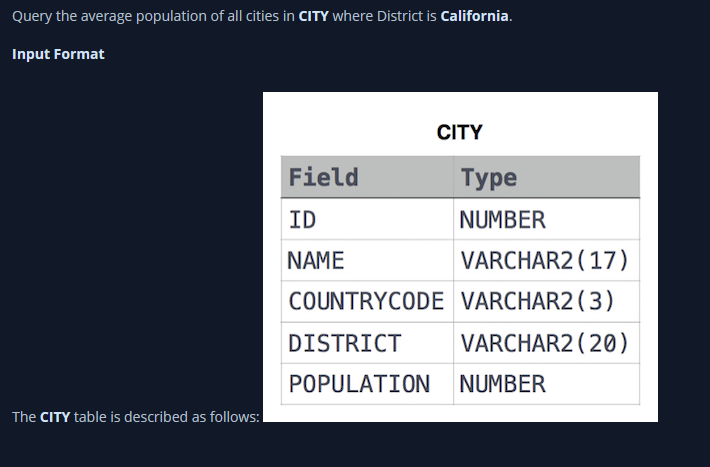 Query the average population of all cities in CITY where District is California.
Input Format
CITY
Field Type
ID NUMBER
NAME VARCHAR2(17)
COUNTRYCODE VARCHAR2(3)
DISTRICT VARCHAR2(20)
POPULATION NUMBER
The CITY table is described as follows: